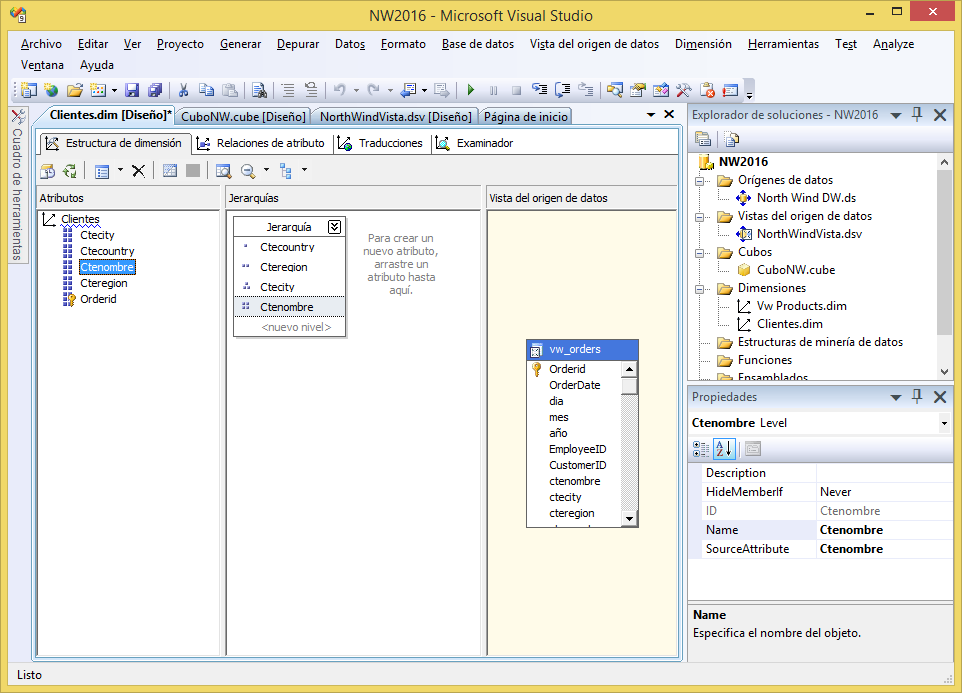 NW2016 - Microsoft Visual Studio
Archivo Editar Ver Proyecto Generar Depurar Datos Formato Base de datos Vista del origen de datos Dimensión Herramientas Test Analyze
Ventana Ayuda
Cuadro de herramientas
Clientes.dim [Diseño]* CuboNW.cube [Diseño] NorthWindVista.dsv [Diseño] Página de inicio
Estructura de dimensión Relaciones de atributo Traducciones Examinador
Atributos
Clientes
Ctecity
Ctecountry
Ctenombre
Cteregion
Orderid
Jerarquías
Jerarquía
Ctecountry
Cteregion
Ctecity
Ctenombre
<nuevo nivel>
Para crear un
nuevo atributo,
arrastre un
atributo hasta
aquí.
Vista del origen de datos
vw_orders
Orderid
OrderDate
dia
mes
año
EmployeeID
CustomerID
ctenombre
ctecity
cteregion
Explorador de soluciones - NW2016
NW2016
Orígenes de datos
North Wind DW.ds
Vistas del origen de datos
NorthWindVista.dsv
Cubos
CuboNW.cube
Dimensiones
Vw Products.dim
Clientes.dim
Estructuras de minería de datos
Funciones
Ensamblados
Propiedades
Ctenombre Level
Description
HideMemberIf Never
ID Ctenombre
Name Ctenombre
SourceAttribute Ctenombre
Name
Especifica el nombre del objeto.
Listo